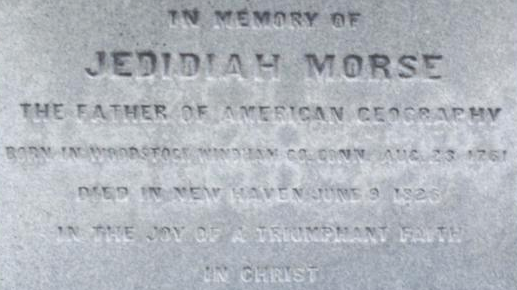 IN MEMORY OF
JEDIDIAH MORSE
THE FATHER OF AMERICAN GEOGRAPHY
BORN IN WOODSTOCK WINDHAM CO. CONN. AUG. 23 1761
DIED IN NEW HAVEN JUNE 9 1826
IN THE JOY OF A TRIUMPHANT FAITH
IN CHRIST